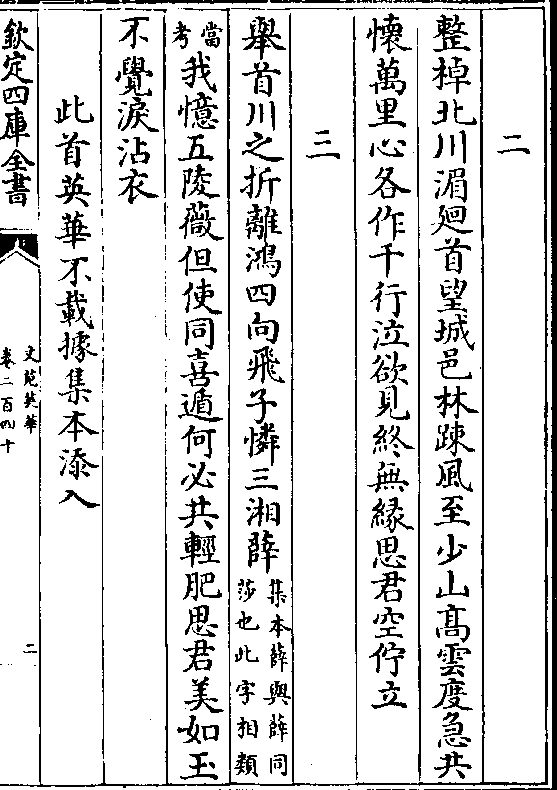 二
整棹北川湄廻首望城邑林踈風至少山髙雲度急共
懷萬里心各作千行泣欲見終無縁思君空佇立
三
舉首川之折離鴻四向飛子憐三湘薜集本薜與薛同莎也此字相類
當考我憶五陵薇但使同喜遁何必共輕肥思君美如玉
不覺淚沾衣
此首英華不載據集本添入
欽定四庫全書
文苑英華
卷二百四十
二